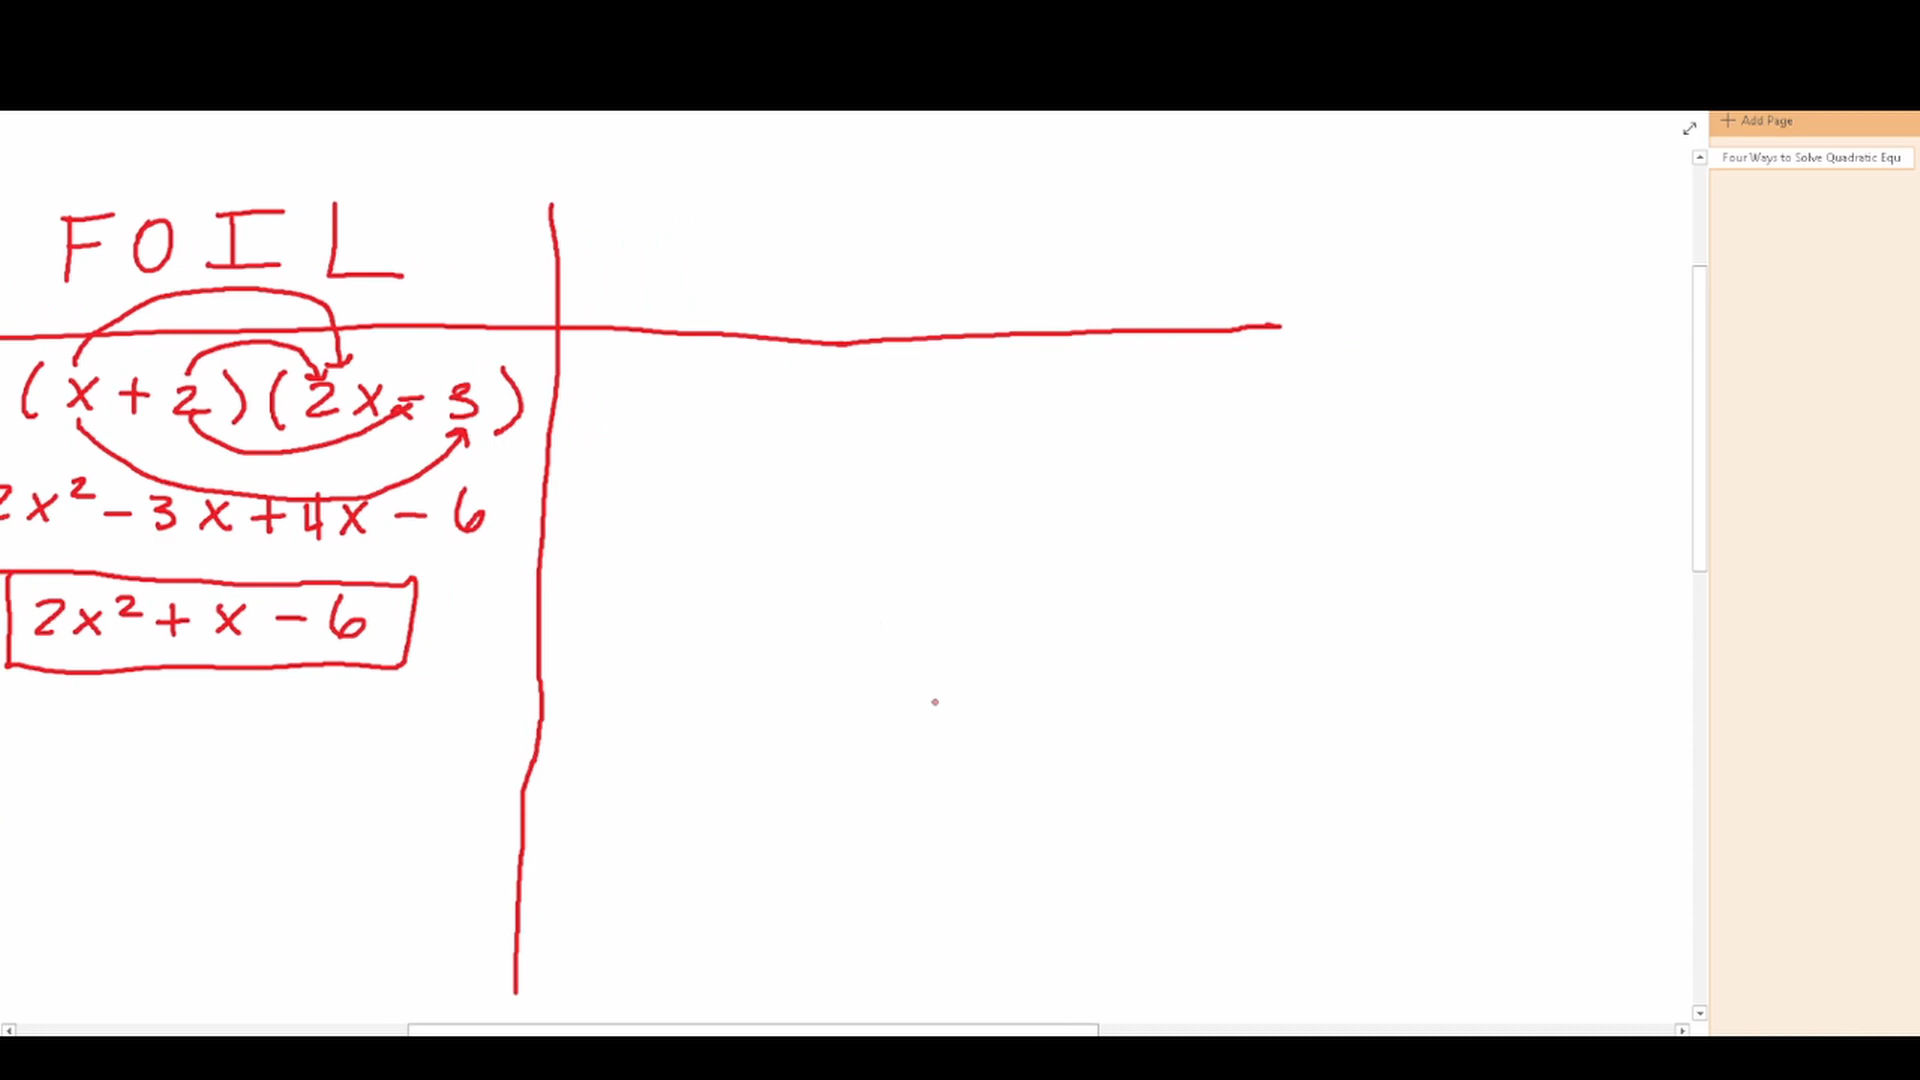 Add Page
Four Ways to Solve Quadratic Equ
FOIL
(x + 2)(2x - 3)
2x² - 3x + 4x - 6
2x² + x - 6